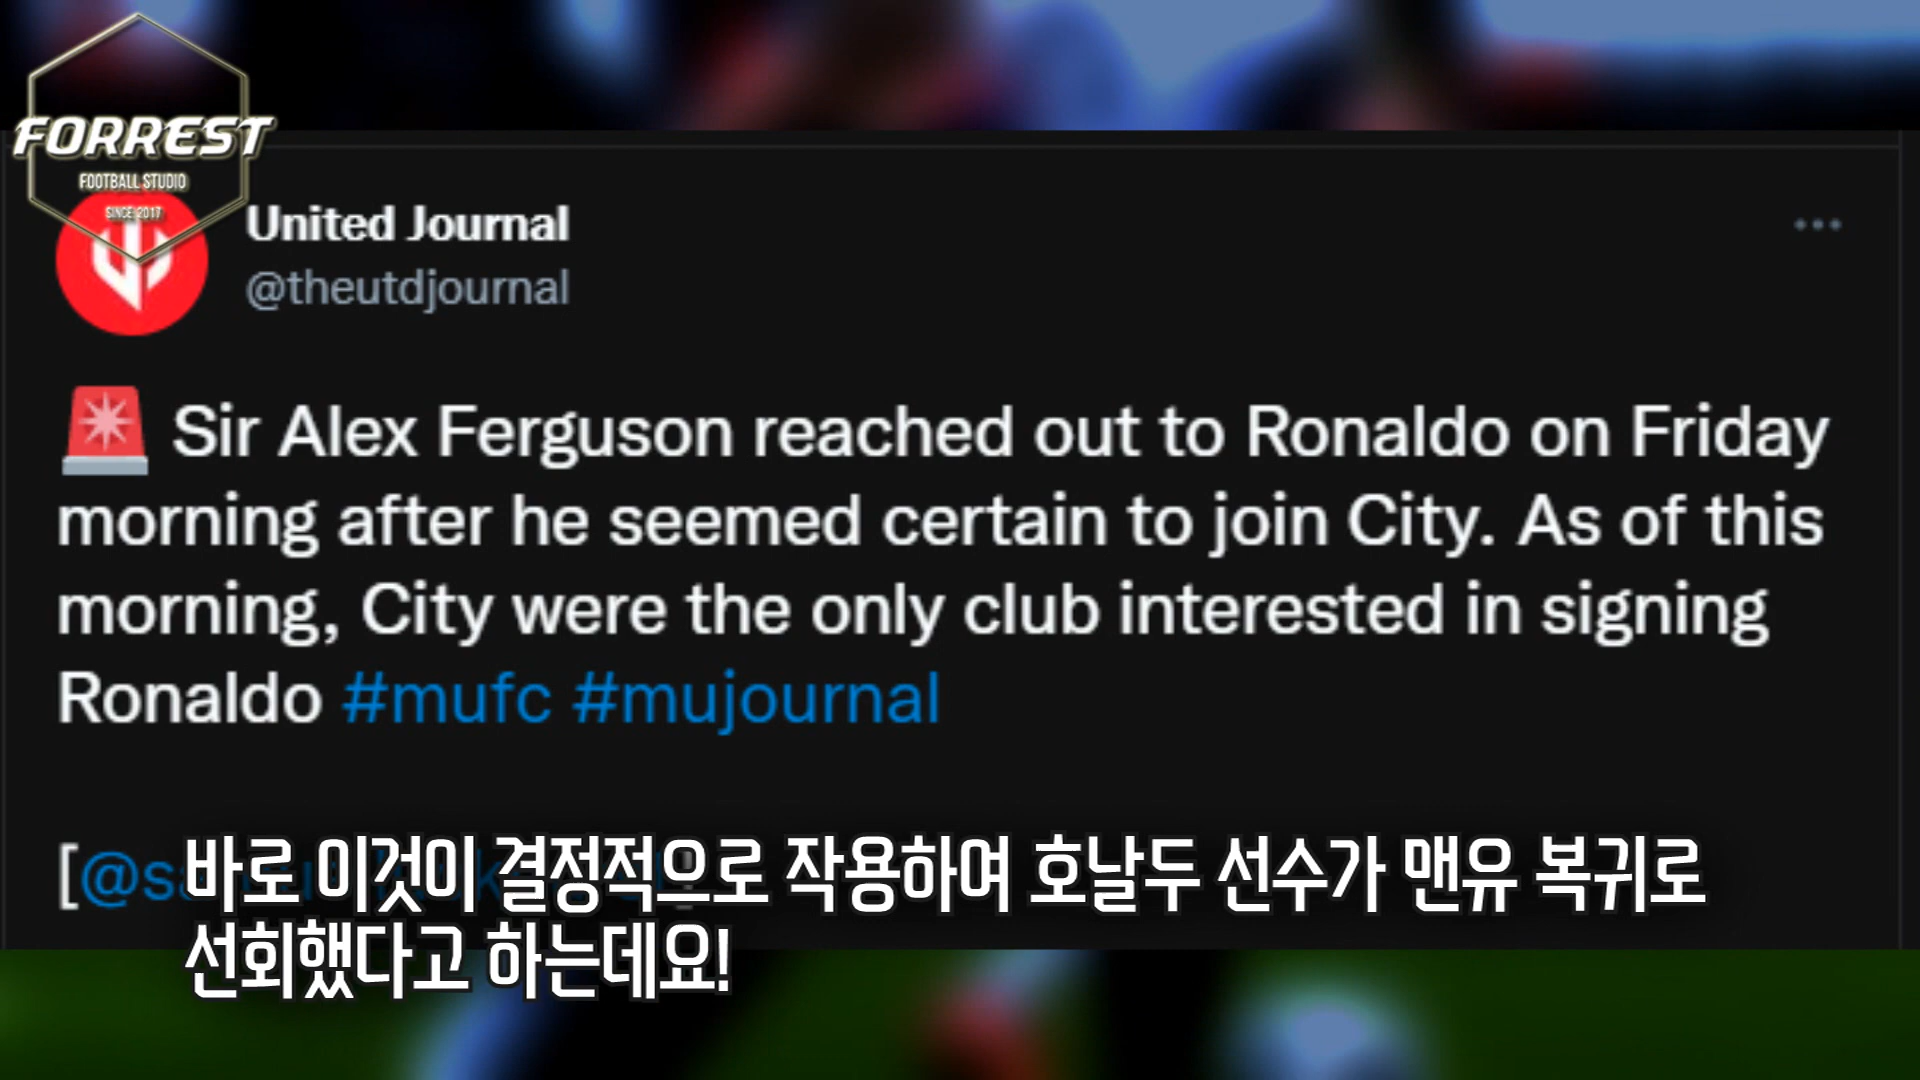 FORREST
FOOTBALL STUDIO
SINCE 2017
United Journal
@theutdjournal
Sir Alex Ferguson reached out to Ronaldo on Friday
morning after he seemed certain to join City. As of this
morning, City were the only club interested in signing
Ronaldo #mufc #mujournal
바로 이것이 결정적으로 작용하여 호날두 선수가 맨유 복귀로
선회했다고 하는데요!